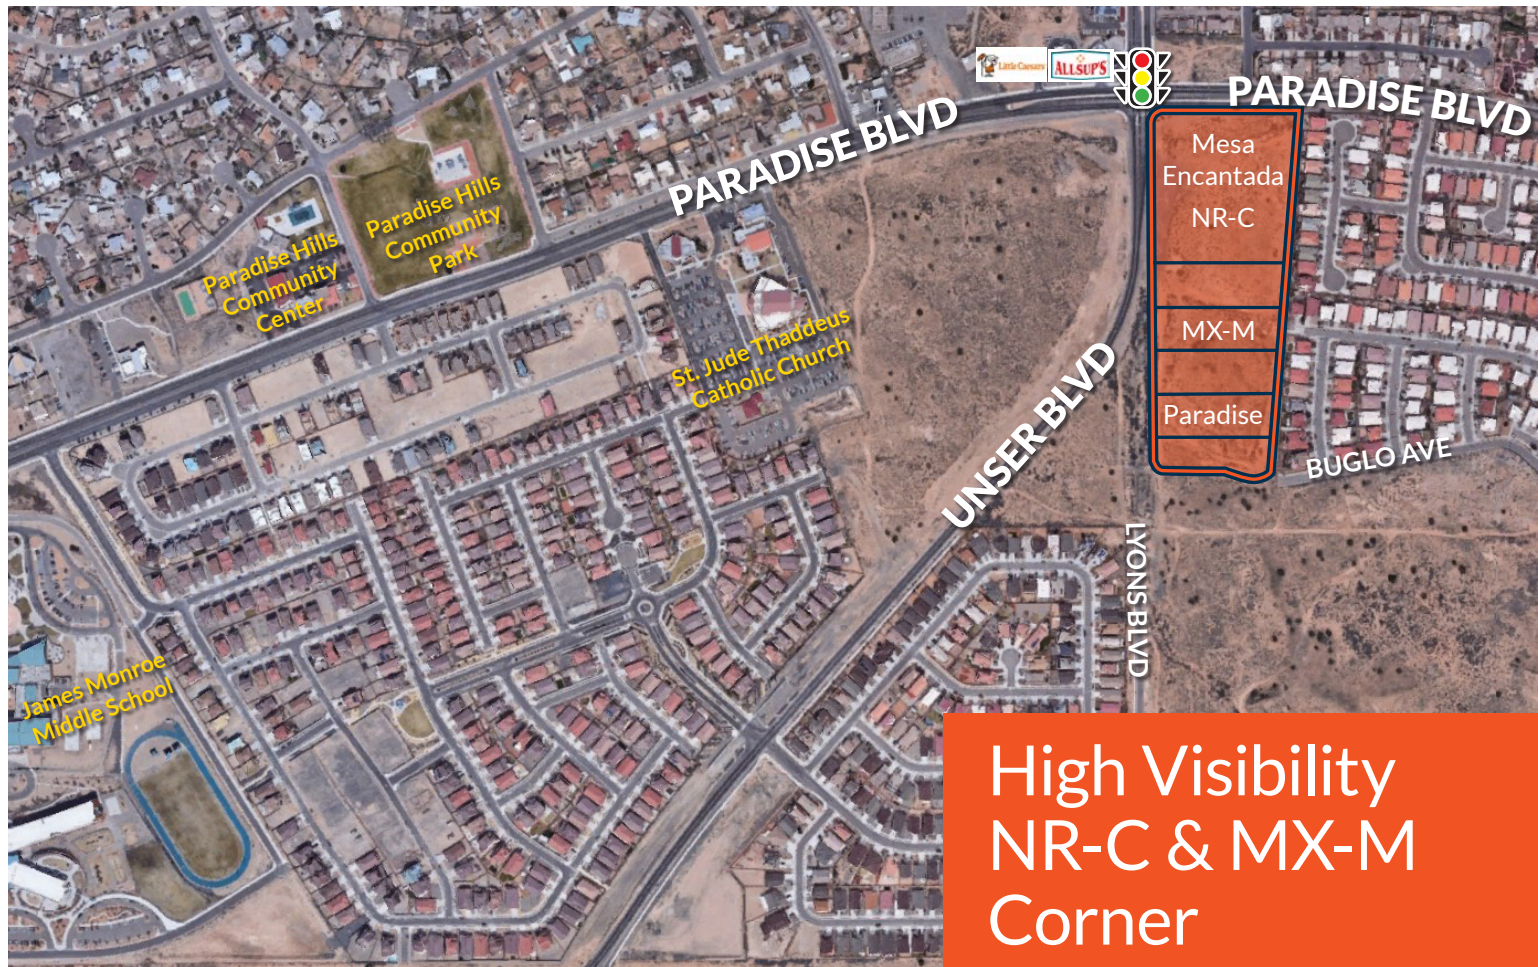 Little Caesars
ALLSUP'S
PARADISE BLVD
PARADISE BLVD
Mesa
Encantada
NR-C
MX-M
Paradise
BUGLO AVE
Paradise Hills
Community
Park
Paradise Hills
Community
Center
St. Jude Thaddeus
Catholic Church
UNSER BLVD
LYONS BLVD
James Monroe
Middle School
High Visibility
NR-C & MX-M
Corner